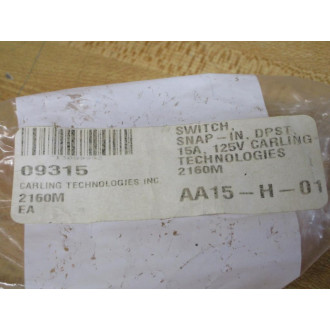 09315
CARLING TECHNOLOGIES INC
2160M
EA
SWITCH,
SNAP-IN, DPST,
15A, 125V CARLING
TECHNOLOGIES
2160M
AA15-H-01